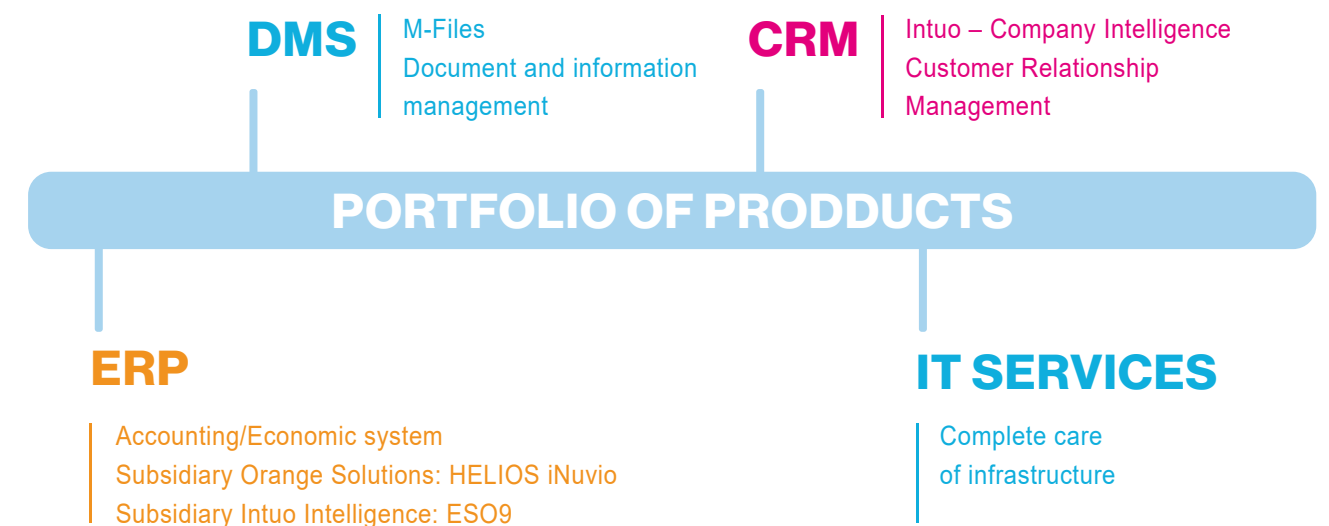 DMS
M-Files
Document and information
management
CRM
Intuo – Company Intelligence
Customer Relationship
Management
PORTFOLIO OF PRODDUCTS
ERP
Accounting/Economic system
Subsidiary Orange Solutions: HELIOS iNuvio
Subsidiary Intuo Intelligence: ESO9
IT SERVICES
Complete care
of infrastructure